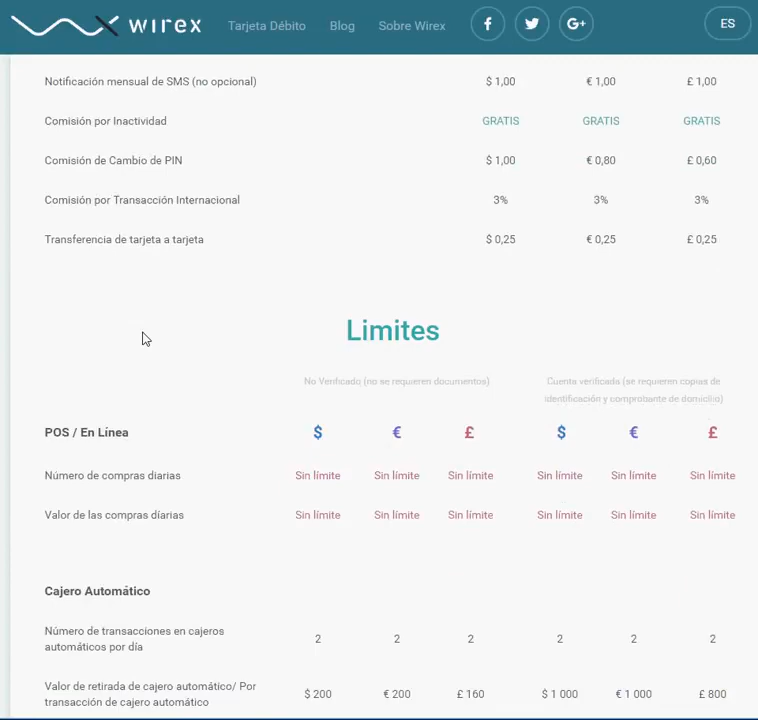 wirex Tarjeta Débito Blog Sobre Wirex f G+ ES
Notificación mensual de SMS (no opcional) $ 1,00 € 1,00 £ 1,00
Comisión por Inactividad GRATIS GRATIS GRATIS
Comisión de Cambio de PIN $ 1,00 € 0,80 £ 0,60
Comisión por Transacción Internacional 3% 3% 3%
Transferencia de tarjeta a tarjeta $ 0,25 € 0,25 £ 0,25
Limites
No Verificado (no se requieren documentos) Cuenta verificada (se requieren copias de
identificación y comprobante de domicilio)
POS / En Línea $ € £ $ € £
Número de compras diarias Sin límite Sin límite Sin límite Sin límite Sin límite Sin límite
Valor de las compras díarias Sin límite Sin límite Sin límite Sin límite Sin límite Sin límite
Cajero Automático
Número de transacciones en cajeros
automáticos por día 2 2 2 2 2 2
Valor de retirada de cajero automático/ Por
transacción de cajero automático $ 200 € 200 £ 160 $ 1 000 € 1 000 £ 800